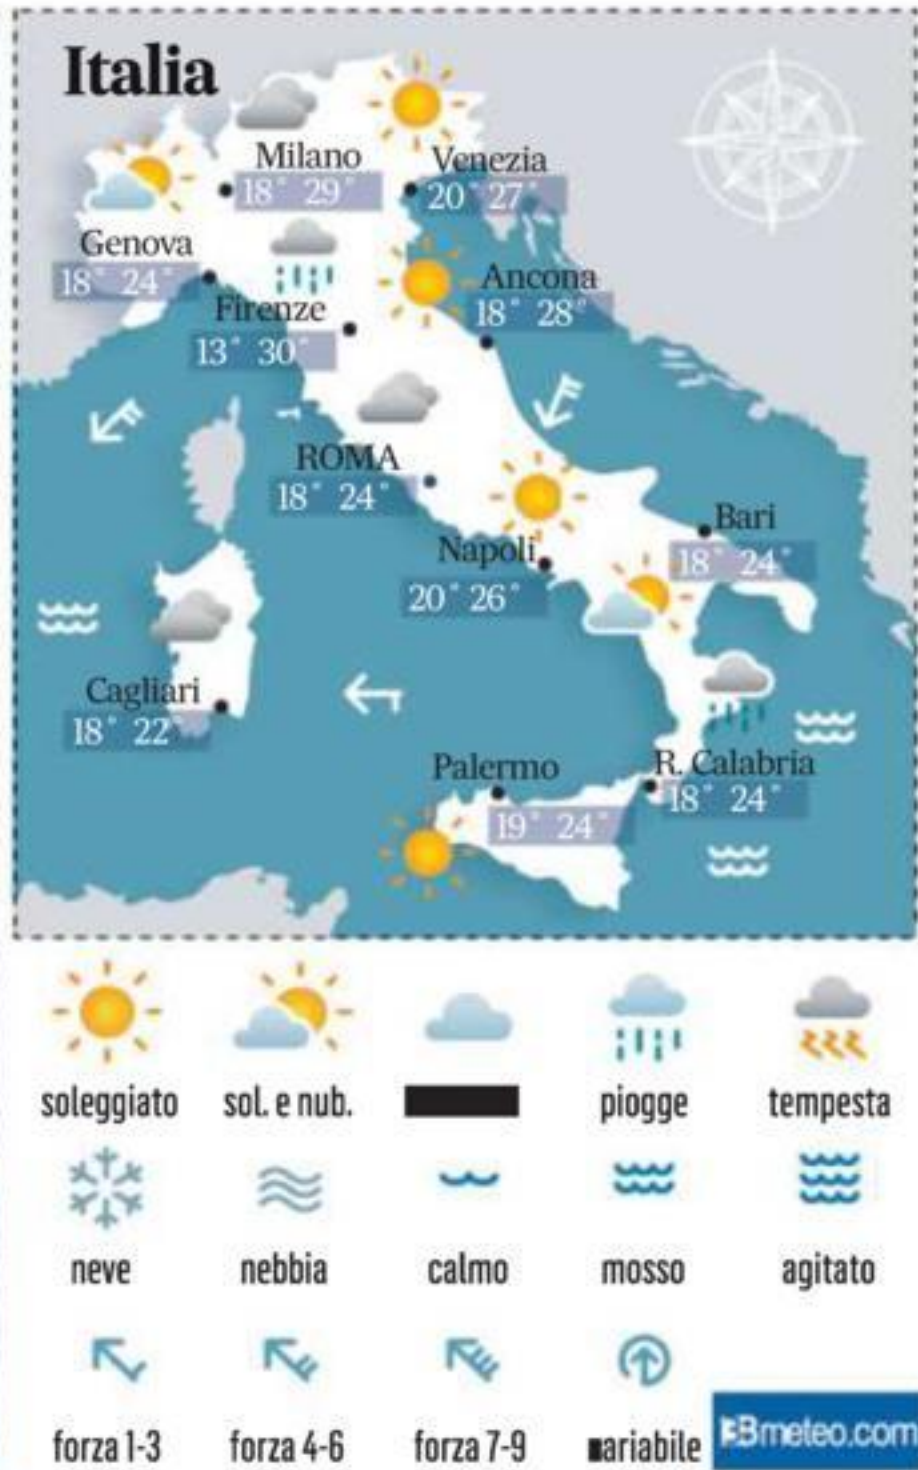 Italia
Milano
18° 29°
Venezia
20° 27°
Genova
18° 24°
Ancona
18° 28°
Firenze
13° 30°
ROMA
18° 24°
Bari
18° 24°
Napoli
20° 26°
Cagliari
18° 22°
Palermo
19° 24°
R. Calabria
18° 24°
soleggiato sol. e nub. piogge tempesta
neve nebbia calmo mosso agitato
forza 1-3 forza 4-6 forza 7-9 ariabile
Bmeteo.com